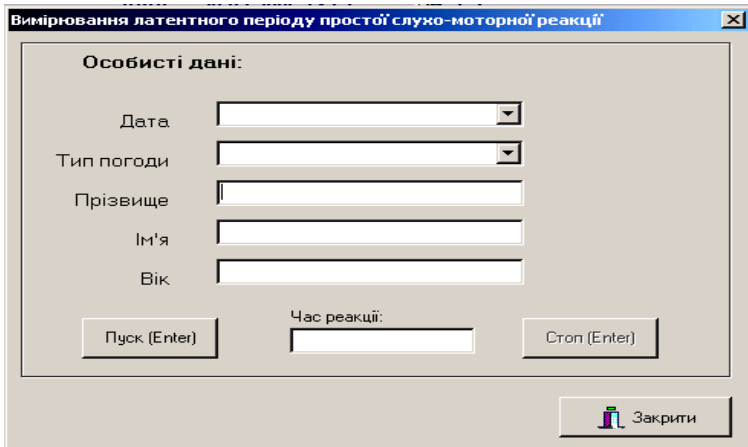 Вимірювання латентного періоду простої слухо-моторної реакції
Особисті дані:
Дата
Тип погоди
Прізвище
Ім'я
Вік
Час реакції:
Пуск (Enter)
Стоп (Enter)
Закрити